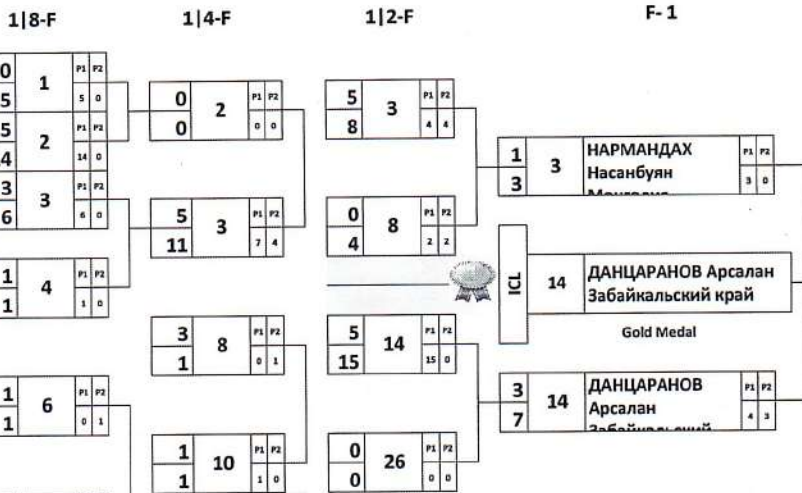 1|8-F
1|4-F
1|2-F
F- 1
0
5
1
P1 P2
5 0
5
2
P1 P2
14 0
3
6
3
P1 P2
6 0
1
1
4
P1 P2
1 0
1
1
6
P1 P2
0 1
0
0
2
P1 P2
0 0
5
11
3
P1 P2
7 4
3
1
8
P1 P2
0 1
1
1
10
P1 P2
1 0
5
8
3
P1 P2
4 4
0
4
8
P1 P2
2 2
5
15
14
P1 P2
15 0
0
0
26
P1 P2
0 0
1
3
3
НАРМАНДАХ
Насанбуян
P1 P2
3 0
ICL
14
ДАНЦАРАНОВ Арсалан
Забайкальский край
Gold Medal
3
7
14
ДАНЦАРАНОВ
Арсалан
P1 P2
4 3